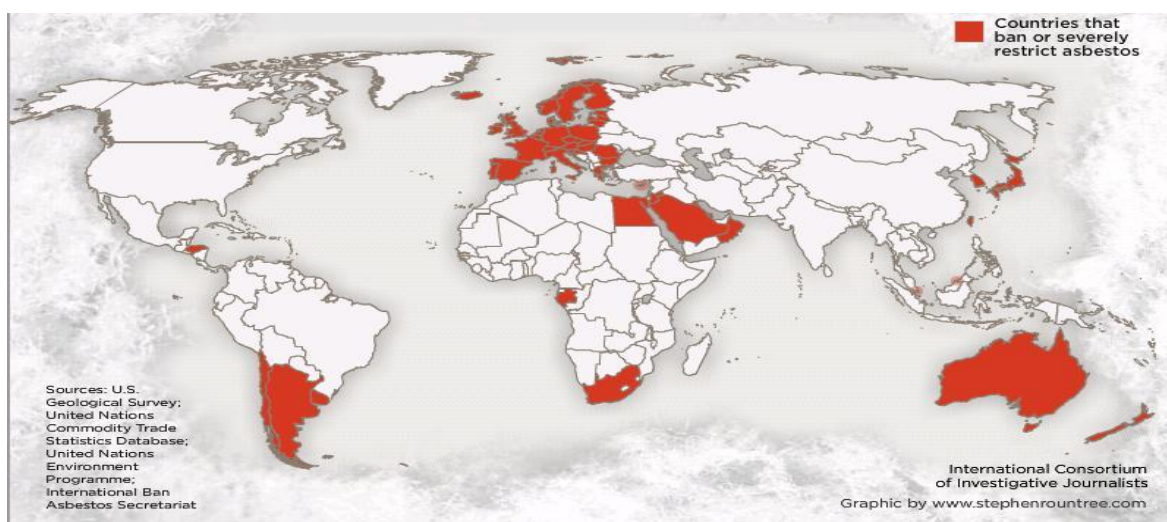 Countries that
ban or severely
restrict asbestos
Sources: U.S.
Geological Survey;
United Nations
Commodity Trade
Statistics Database;
United Nations
Environment
Programme;
International Ban
Asbestos Secretariat
International Consortium
of Investigative Journalists
Graphic by www.stephenrountree.com